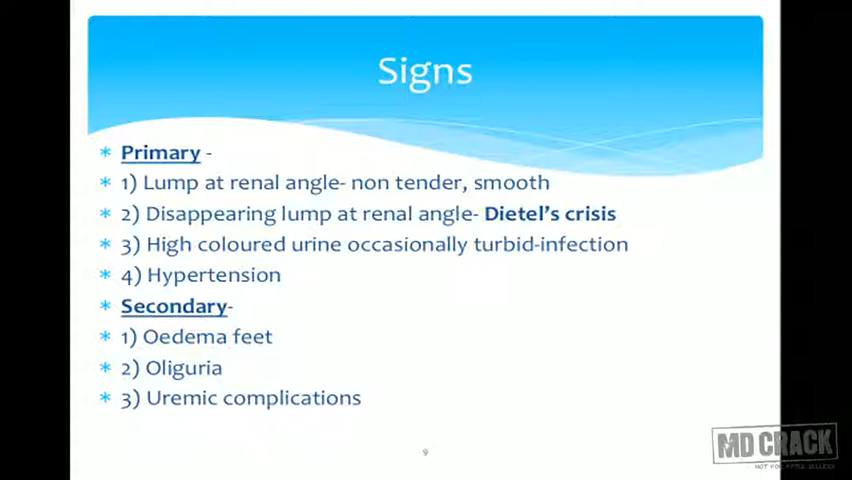 Signs
* Primary -
* 1) Lump at renal angle- non tender, smooth
* 2) Disappearing lump at renal angle- Dietel's crisis
* 3) High coloured urine occasionally turbid-infection
* 4) Hypertension
* Secondary-
* 1) Oedema feet
* 2) Oliguria
* 3) Uremic complications
9
MD CRACK